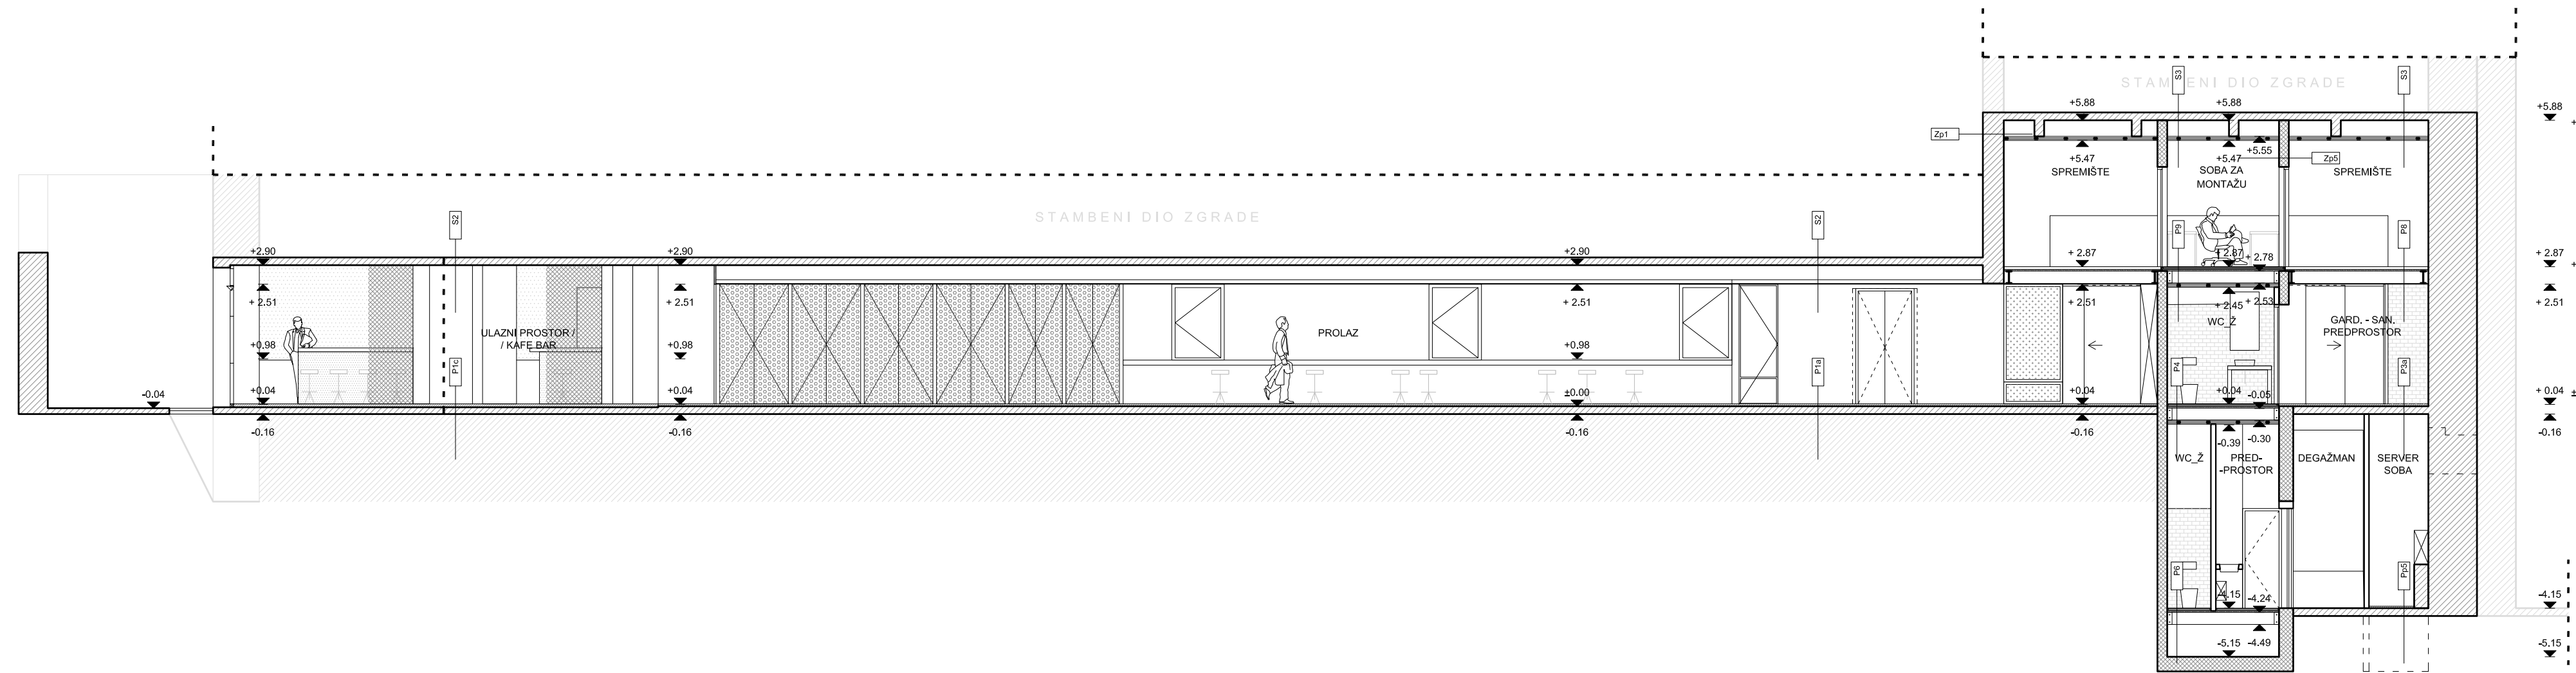 STAMBENI DIO ZGRADE
S3
S3
+5.88
+5.88
+5.88
Zp1
+5.55
+5.47
+5.47
Zp5
SPREMIŠTE
SOBA ZA
MONTAŽU
SPREMIŠTE
STAMBENI DIO ZGRADE
S2
S2
P9
P8
+2.90
+2.90
+2.90
+ 2.87
+2.87
+ 2.78
+ 2.87
+ 2.51
+ 2.51
+ 2.51
+ 2.51
+ 2.45
+ 2.53
+ 2.51
ULAZNI PROSTOR /
/ KAFE BAR
PROLAZ
WC_Ž
GARD. - SAN.
PREDPROSTOR
+0.98
+0.98
+0.98
P1c
P1a
P4
P3a
-0.04
+0.04
+0.04
±0.00
+0.04
+0.04
-0.05
+ 0.04
-0.16
-0.16
-0.16
-0.16
-0.16
-0.39
-0.30
WC_Ž
PRED-
-PROSTOR
DEGAŽMAN
SERVER
SOBA
P6
Pp5
-4.15
-4.24
-4.15
-5.15
-4.49
-5.15